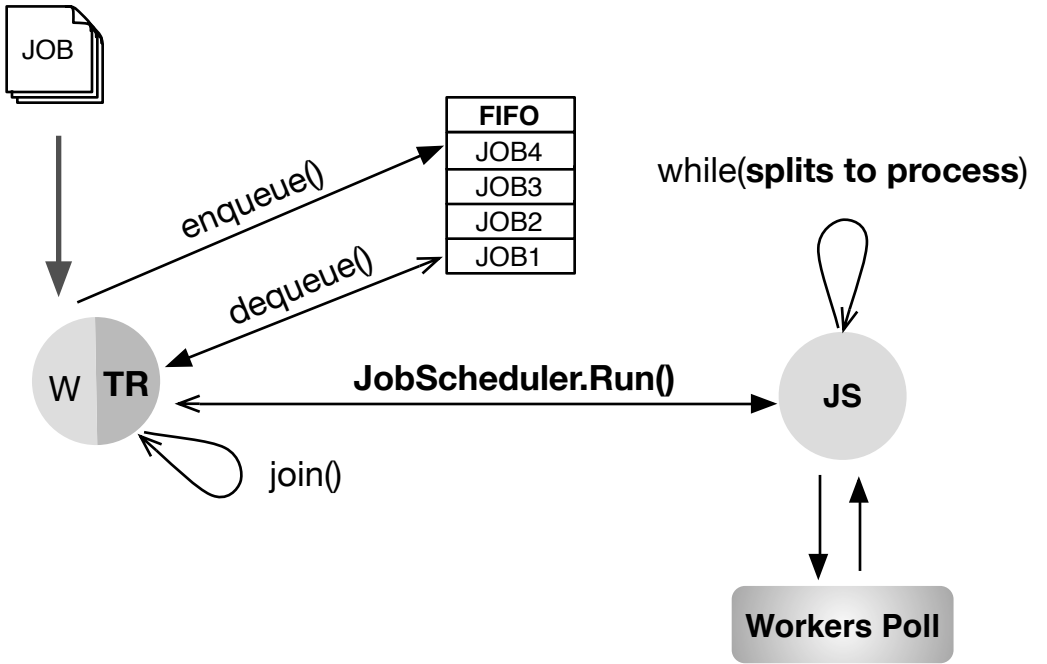 JOB
FIFO
JOB4
JOB3
JOB2
JOB1
enqueue()
dequeue()
while(splits to process)
W TR
JobScheduler.Run()
JS
join()
Workers Poll